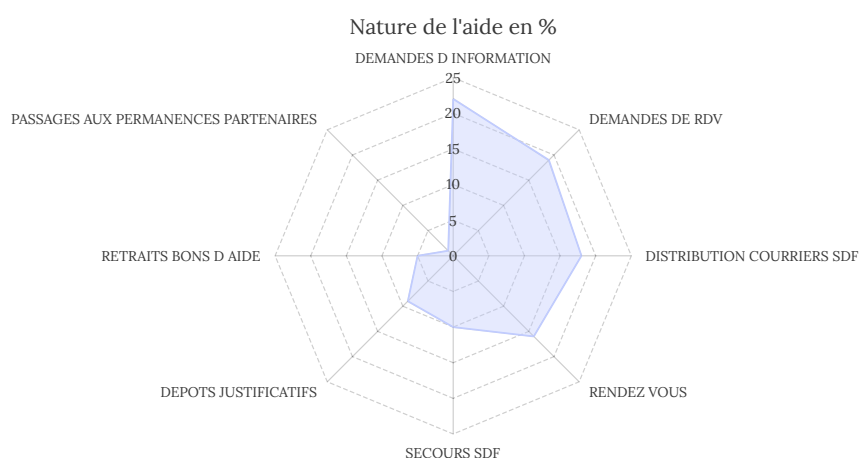 Nature de l'aide en %
DEMANDES D INFORMATION
25
PASSAGES AUX PERMANENCES PARTENAIRES
DEMANDES DE RDV
20
15
10
5
RETRAITS BONS D AIDE
0
DISTRIBUTION COURRIERS SDF
DEPOTS JUSTIFICATIFS
RENDEZ VOUS
SECOURS SDF